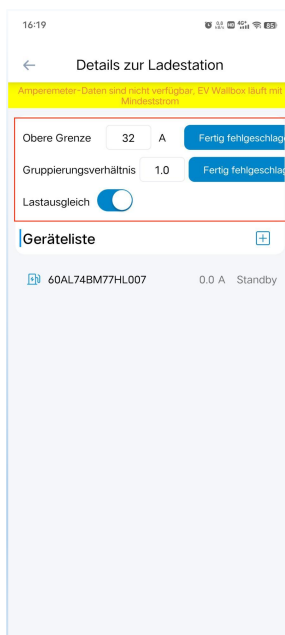 16:19
Details zur Ladestation
Amperemeter-Daten sind nicht verfügbar, EV Wallbox läuft mit
Mindeststrom
Obere Grenze 32 A Fertig fehlgeschlag
Gruppierungsverhältnis 1.0 Fertig fehlgeschlag
Lastausgleich
Geräteliste
60AL74BM77HL007 0.0 A Standby